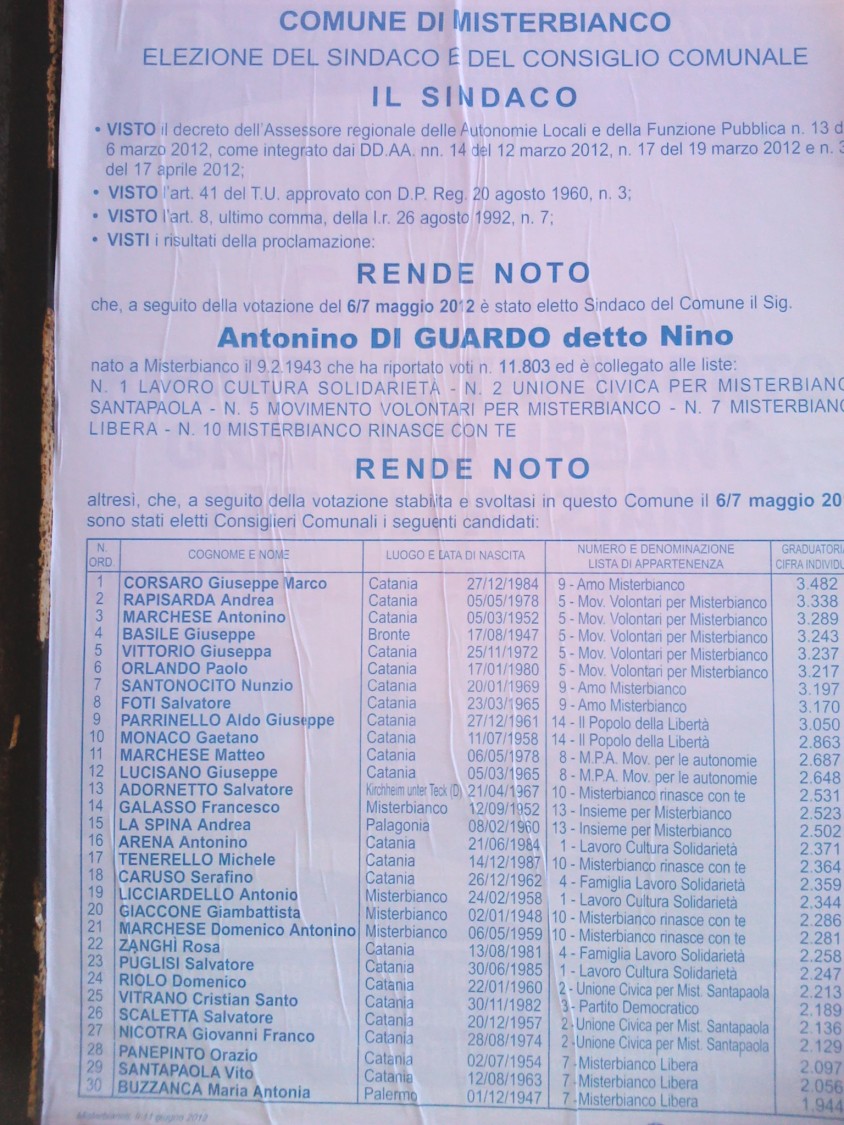 COMUNE DI MISTERBIANCO
ELEZIONE DEL SINDACO E DEL CONSIGLIO COMUNALE
IL SINDACO
• VISTO il decreto dell'Assessore regionale delle Autonomie Locali e della Funzione Pubblica n. 13 d
6 marzo 2012, come integrato dai DD.AA. nn. 14 del 12 marzo 2012, n. 17 del 19 marzo 2012 e n. 3
del 17 aprile 2012;
• VISTO l'art. 41 del T.U. approvato con D.P. Reg. 20 agosto 1960, n. 3;
• VISTO l'art. 8, ultimo comma, della l.r. 26 agosto 1992, n. 7;
• VISTI i risultati della proclamazione:
RENDE NOTO
che, a seguito della votazione del 6/7 maggio 2012 è stato eletto Sindaco del Comune il Sig.
Antonino DI GUARDO detto Nino
nato a Misterbianco il 9.2.1943 che ha riportato voti n. 11.803 ed è collegato alle liste:
N. 1 LAVORO CULTURA SOLIDARIETÀ - N. 2 UNIONE CIVICA PER MISTERBIANC
SANTAPAOLA - N. 5 MOVIMENTO VOLONTARI PER MISTERBIANCO - N. 7 MISTERBIANC
LIBERA - N. 10 MISTERBIANCO RINASCE CON TE
RENDE NOTO
altresì, che, a seguito della votazione stabilita e svoltasi in questo Comune il 6/7 maggio 20
sono stati eletti Consiglieri Comunali i seguenti candidati:
N. ORD. COGNOME E NOME LUOGO E DATA DI NASCITA NUMERO E DENOMINAZIONE LISTA DI APPARTENENZA GRADUATORI CIFRA INDIVIDU
1 CORSARO Giuseppe Marco Catania 27/12/1984 9 - Amo Misterbianco 3.482
2 RAPISARDA Andrea Catania 05/05/1978 5 - Mov. Volontari per Misterbianco 3.338
3 MARCHESE Antonino Catania 05/03/1952 5 - Mov. Volontari per Misterbianco 3.289
4 BASILE Giuseppe Bronte 17/08/1947 5 - Mov. Volontari per Misterbianco 3.243
5 VITTORIO Giuseppa Catania 25/11/1972 5 - Mov. Volontari per Misterbianco 3.237
6 ORLANDO Paolo Catania 17/01/1980 5 - Mov. Volontari per Misterbianco 3.217
7 SANTONOCITO Nunzio Catania 20/01/1969 9 - Amo Misterbianco 3.197
8 FOTI Salvatore Catania 23/03/1965 9 - Amo Misterbianco 3.170
9 PARRINELLO Aldo Giuseppe Catania 27/12/1961 14 - Il Popolo della Libertà 3.050
10 MONACO Gaetano Catania 11/07/1958 14 - Il Popolo della Libertà 2.863
11 MARCHESE Matteo Catania 06/05/1978 8 - M.P.A. Mov. per le autonomie 2.687
12 LUCISANO Giuseppe Catania 05/03/1965 8 - M.P.A. Mov. per le autonomie 2.648
13 ADORNETTO Salvatore Kirchheim unter Teck (D) 21/04/1967 10 - Misterbianco rinasce con te 2.531
14 GALASSO Francesco Misterbianco 12/09/1952 13 - Insieme per Misterbianco 2.523
15 LA SPINA Andrea Palagonia 08/02/1960 13 - Insieme per Misterbianco 2.502
16 ARENA Antonino Catania 21/06/1984 1 - Lavoro Cultura Solidarietà 2.371
17 TENERELLO Michele Catania 14/12/1987 10 - Misterbianco rinasce con te 2.364
18 CARUSO Serafino Catania 26/12/1962 4 - Famiglia Lavoro Solidarietà 2.359
19 LICCIARDELLO Antonio Misterbianco 24/02/1958 1 - Lavoro Cultura Solidarietà 2.344
20 GIACCONE Giambattista Misterbianco 02/01/1948 10 - Misterbianco rinasce con te 2.286
21 MARCHESE Domenico Antonino Misterbianco 06/05/1959 10 - Misterbianco rinasce con te 2.281
22 ZANGHÌ Rosa Catania 13/08/1981 4 - Famiglia Lavoro Solidarietà 2.258
23 PUGLISI Salvatore Catania 30/06/1985 1 - Lavoro Cultura Solidarietà 2.247
24 RIOLO Domenico Catania 22/01/1960 2 - Unione Civica per Mist. Santapaola 2.213
25 VITRANO Cristian Santo Catania 30/11/1982 3 - Partito Democratico 2.189
26 SCALETTA Salvatore Catania 20/12/1957 2 - Unione Civica per Mist. Santapaola 2.136
27 NICOTRA Giovanni Franco Catania 28/08/1974 2 - Unione Civica per Mist. Santapaola 2.129
28 PANEPINTO Orazio Catania 02/07/1954 7 - Misterbianco Libera 2.097
29 SANTAPAOLA Vito Catania 12/08/1963 7 - Misterbianco Libera 2.056
30 BUZZANCA Maria Antonia Palermo 01/12/1947 7 - Misterbianco Libera 1.944
giugno 2012